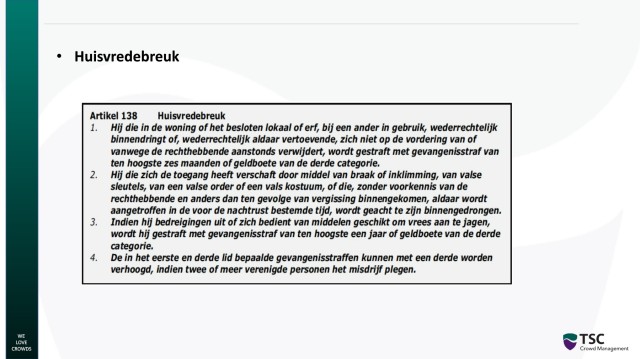 • Huisvredebreuk
Artikel 138 Huisvredebreuk
1. Hij die in de woning of het besloten lokaal of erf, bij een ander in gebruik, wederrechtelijk
binnendringt of, wederrechtelijk aldaar vertoevende, zich niet op de vordering van of
vanwege de rechthebbende aanstonds verwijdert, wordt gestraft met gevangenisstraf van
ten hoogste zes maanden of geldboete van de derde categorie.
2. Hij die zich de toegang heeft verschaft door middel van braak of inklimming, van valse
sleutels, van een valse order of een vals kostuum, of die, zonder voorkennis van de
rechthebbende en anders dan ten gevolge van vergissing binnengekomen, aldaar wordt
aangetroffen in de voor de nachtrust bestemde tijd, wordt geacht te zijn binnengedrongen.
3. Indien hij bedreigingen uit of zich bedient van middelen geschikt om vrees aan te jagen,
wordt hij gestraft met gevangenisstraf van ten hoogste een jaar of geldboete van de derde
categorie.
4. De in het eerste en derde lid bepaalde gevangenisstraffen kunnen met een derde worden
verhoogd, indien twee of meer verenigde personen het misdrijf plegen.
WE
LOVE
CROWDS
TSC
Crowd Management